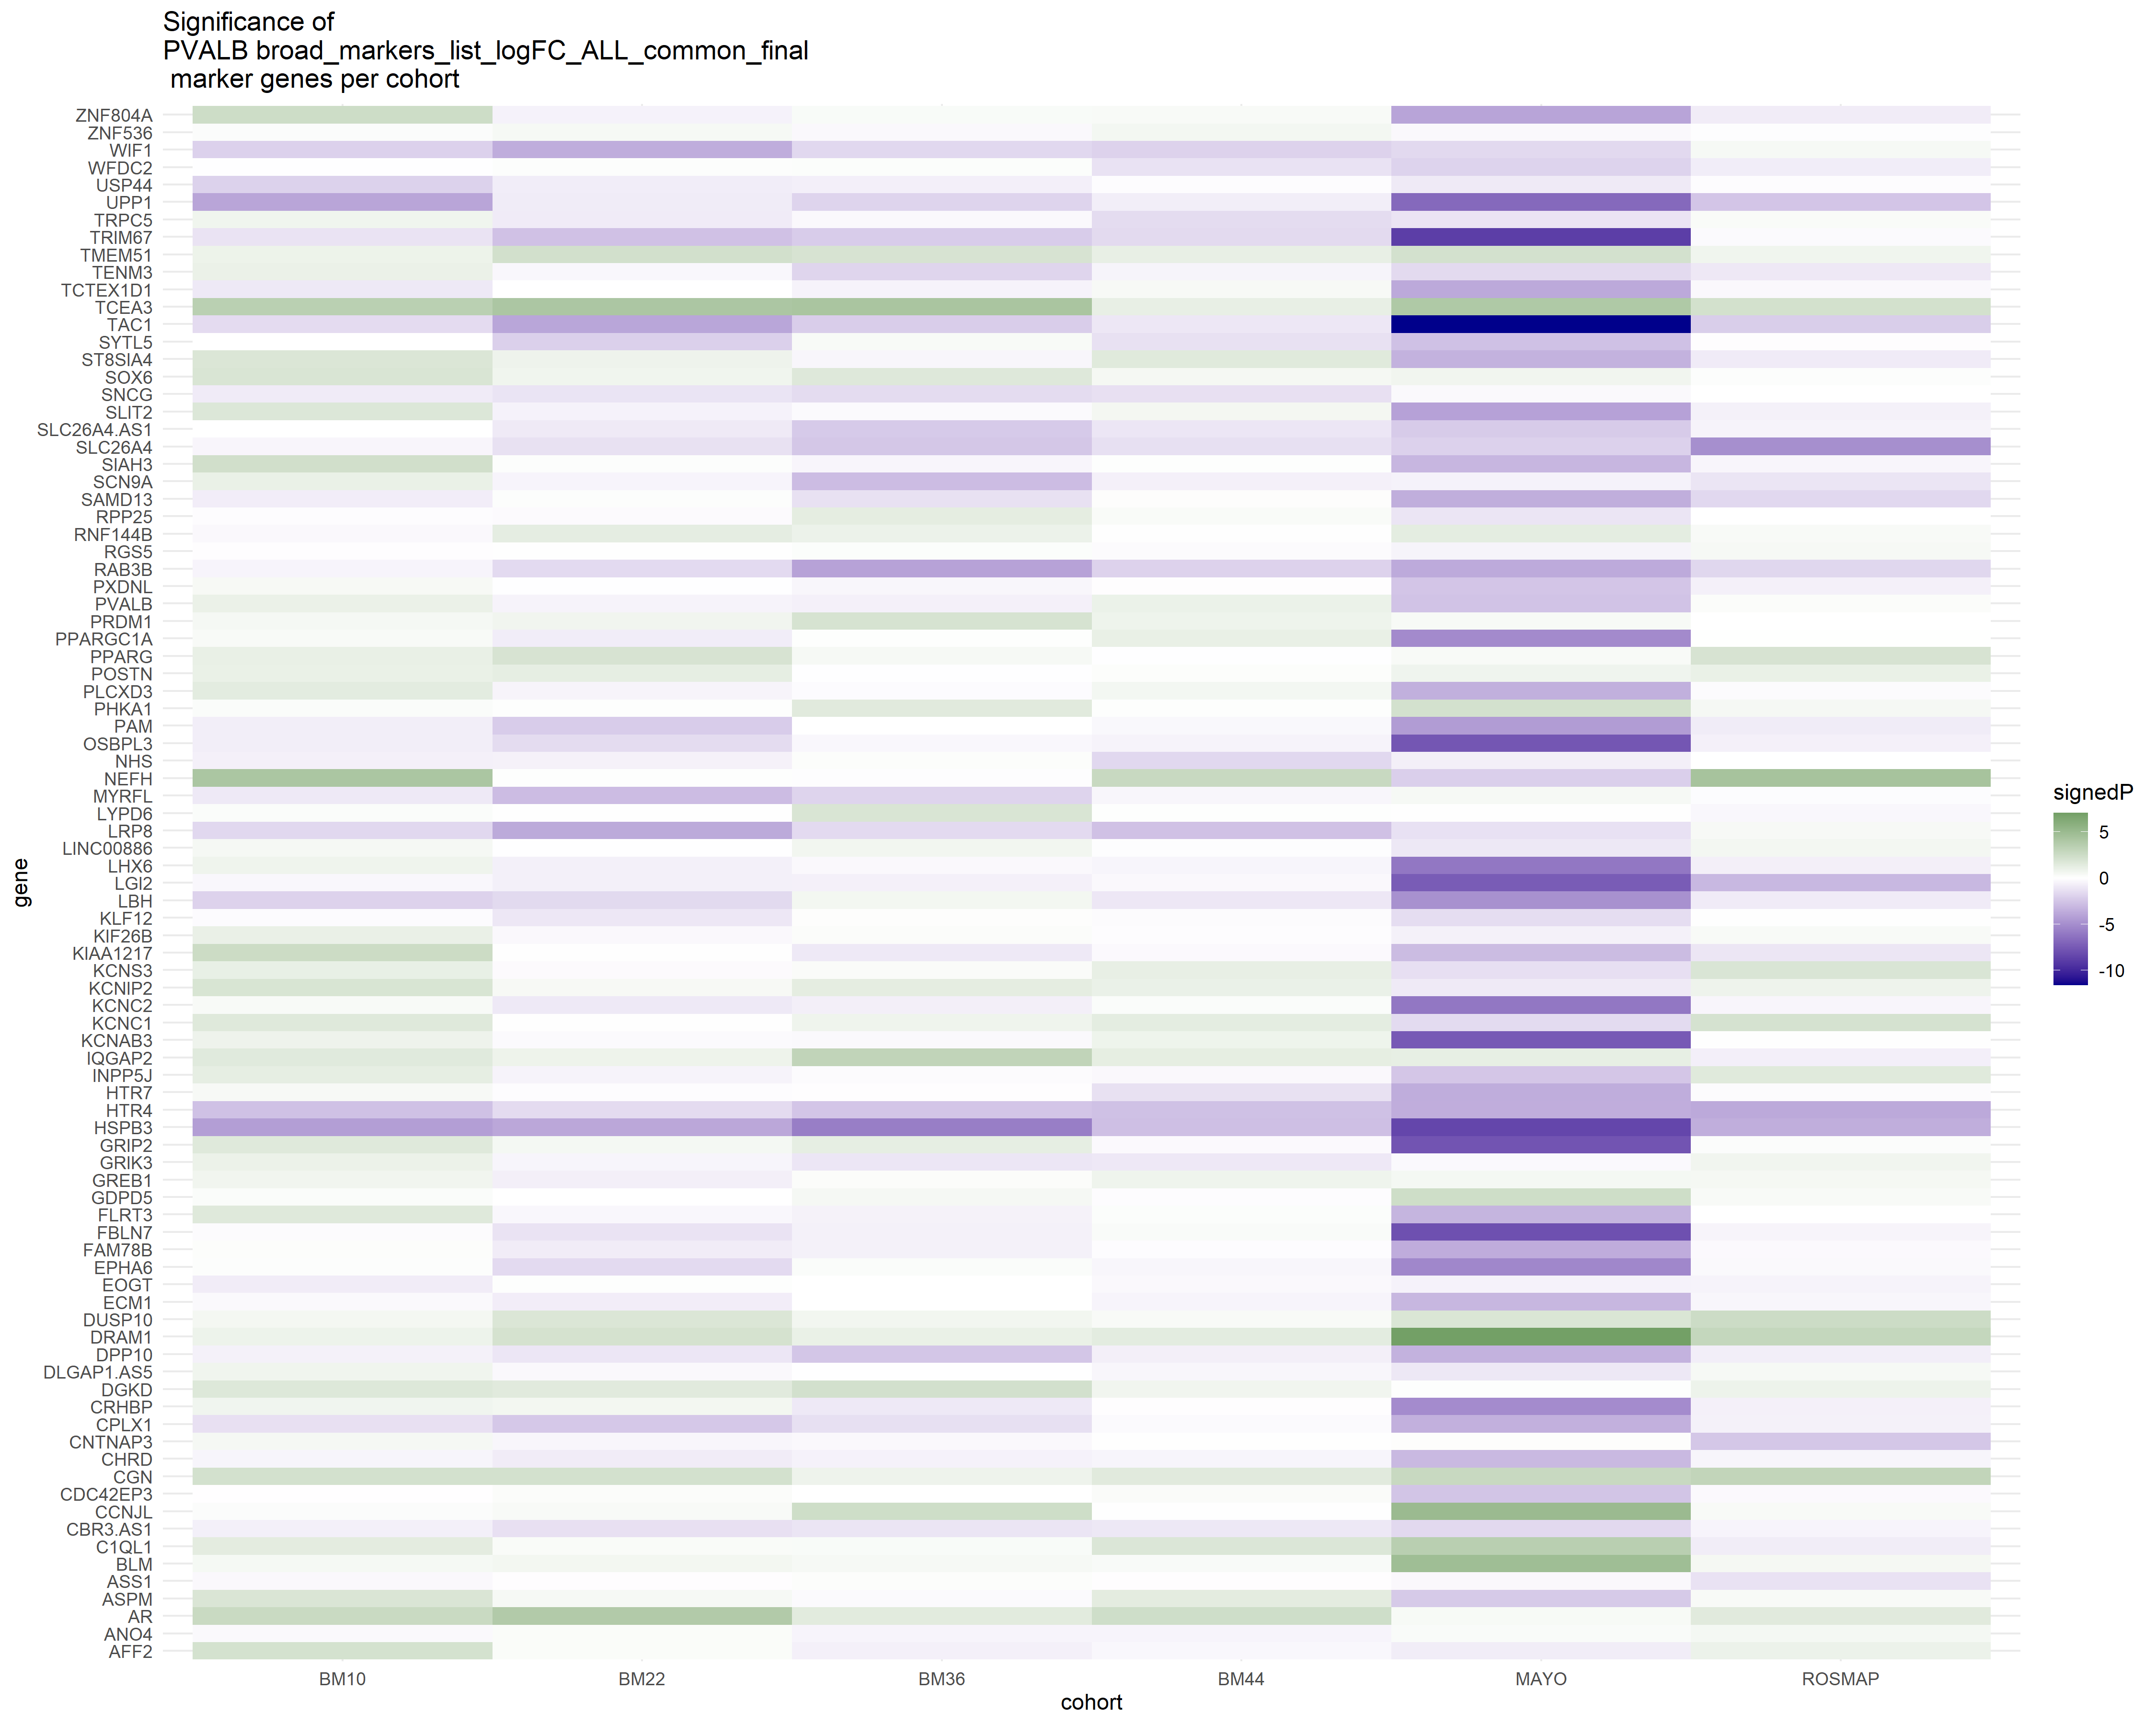 Significance of
PVALB broad_markers_list_logFC_ALL_common_final
marker genes per cohort
gene
ZNF804A
ZNF536
WIF1
WFDC2
USP44
UPP1
TRPC5
TRIM67
TMEM51
TENM3
TCTEX1D1
TCEA3
TAC1
SYTL5
ST8SIA4
SOX6
SNCG
SLIT2
SLC26A4.AS1
SLC26A4
SIAH3
SCN9A
SAMD13
RPP25
RNF144B
RGS5
RAB3B
PXDNL
PVALB
PRDM1
PPARGC1A
PPARG
POSTN
PLCXD3
PHKA1
PAM
OSBPL3
NHS
NEFH
MYRFL
LYPD6
LRP8
LINC00886
LHX6
LGI2
LBH
KLF12
KIF26B
KIAA1217
KCNS3
KCNIP2
KCNC2
KCNC1
KCNAB3
IQGAP2
INPP5J
HTR7
HTR4
HSPB3
GRIP2
GRIK3
GREB1
GDPD5
FLRT3
FBLN7
FAM78B
EPHA6
EOGT
ECM1
DUSP10
DRAM1
DPP10
DLGAP1.AS5
DGKD
CRHBP
CPLX1
CNTNAP3
CHRD
CGN
CDC42EP3
CCNJL
CBR3.AS1
C1QL1
BLM
ASS1
ASPM
AR
ANO4
AFF2
BM10 BM22 BM36 BM44 MAYO ROSMAP
cohort
signedP
5
0
-5
-10